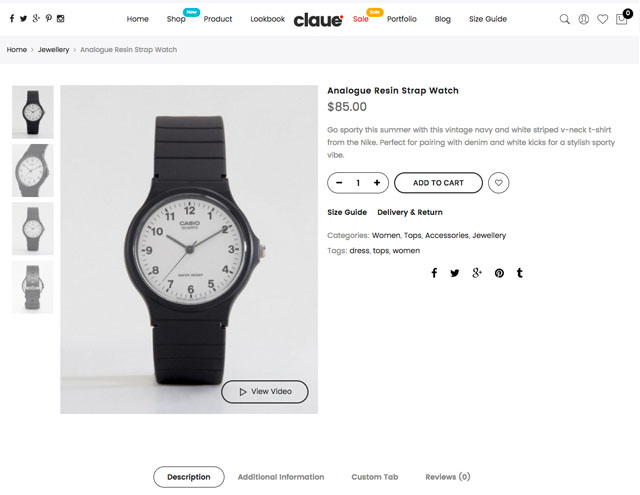 Home
Shop
New
Product
Lookbook
claue
Sale
Sale
Portfolio
Blog
Size Guide
0
Home > Jewellery > Analogue Resin Strap Watch
Analogue Resin Strap Watch
$85.00
Go sporty this summer with this vintage navy and white striped v-neck t-shirt
from the Nike. Perfect for pairing with denim and white kicks for a stylish sporty
vibe.
− 1 +
ADD TO CART
Size Guide
Delivery & Return
Categories: Women, Tops, Accessories, Jewellery
Tags: dress, tops, women
12
1
2
3
4
5
6
7
8
9
10
11
CASIO
QUARTZ
WATER RESIST
View Video
Description
Additional Information
Custom Tab
Reviews (0)